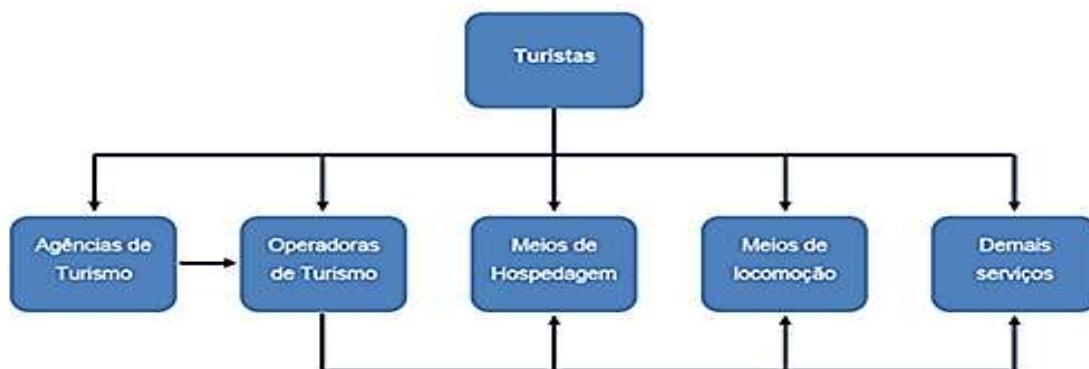 Turistas
Agências de
Turismo
Operadoras
de Turismo
Meios de
Hospedagem
Meios de
locomoção
Demais
serviços